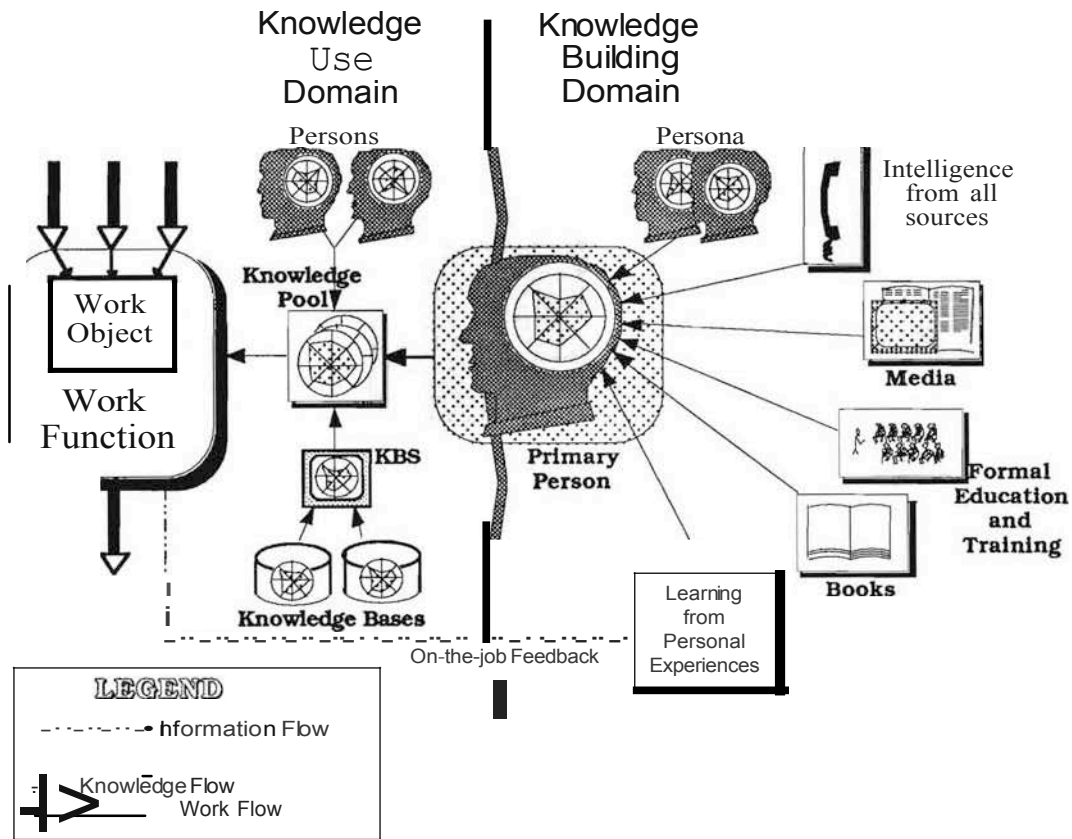 Knowledge
Use
Domain
Knowledge
Building
Domain
Persons
Persona
Intelligence
from all
sources
Knowledge
Pool
Work
Object
Work
Function
Media
KBS
Primary
Person
Formal
Education
and
Training
Books
Knowledge Bases
Learning
from
Personal
Experiences
On-the-job Feedback
LEGEND
nformation Flow
Knowledge Flow
Work Flow